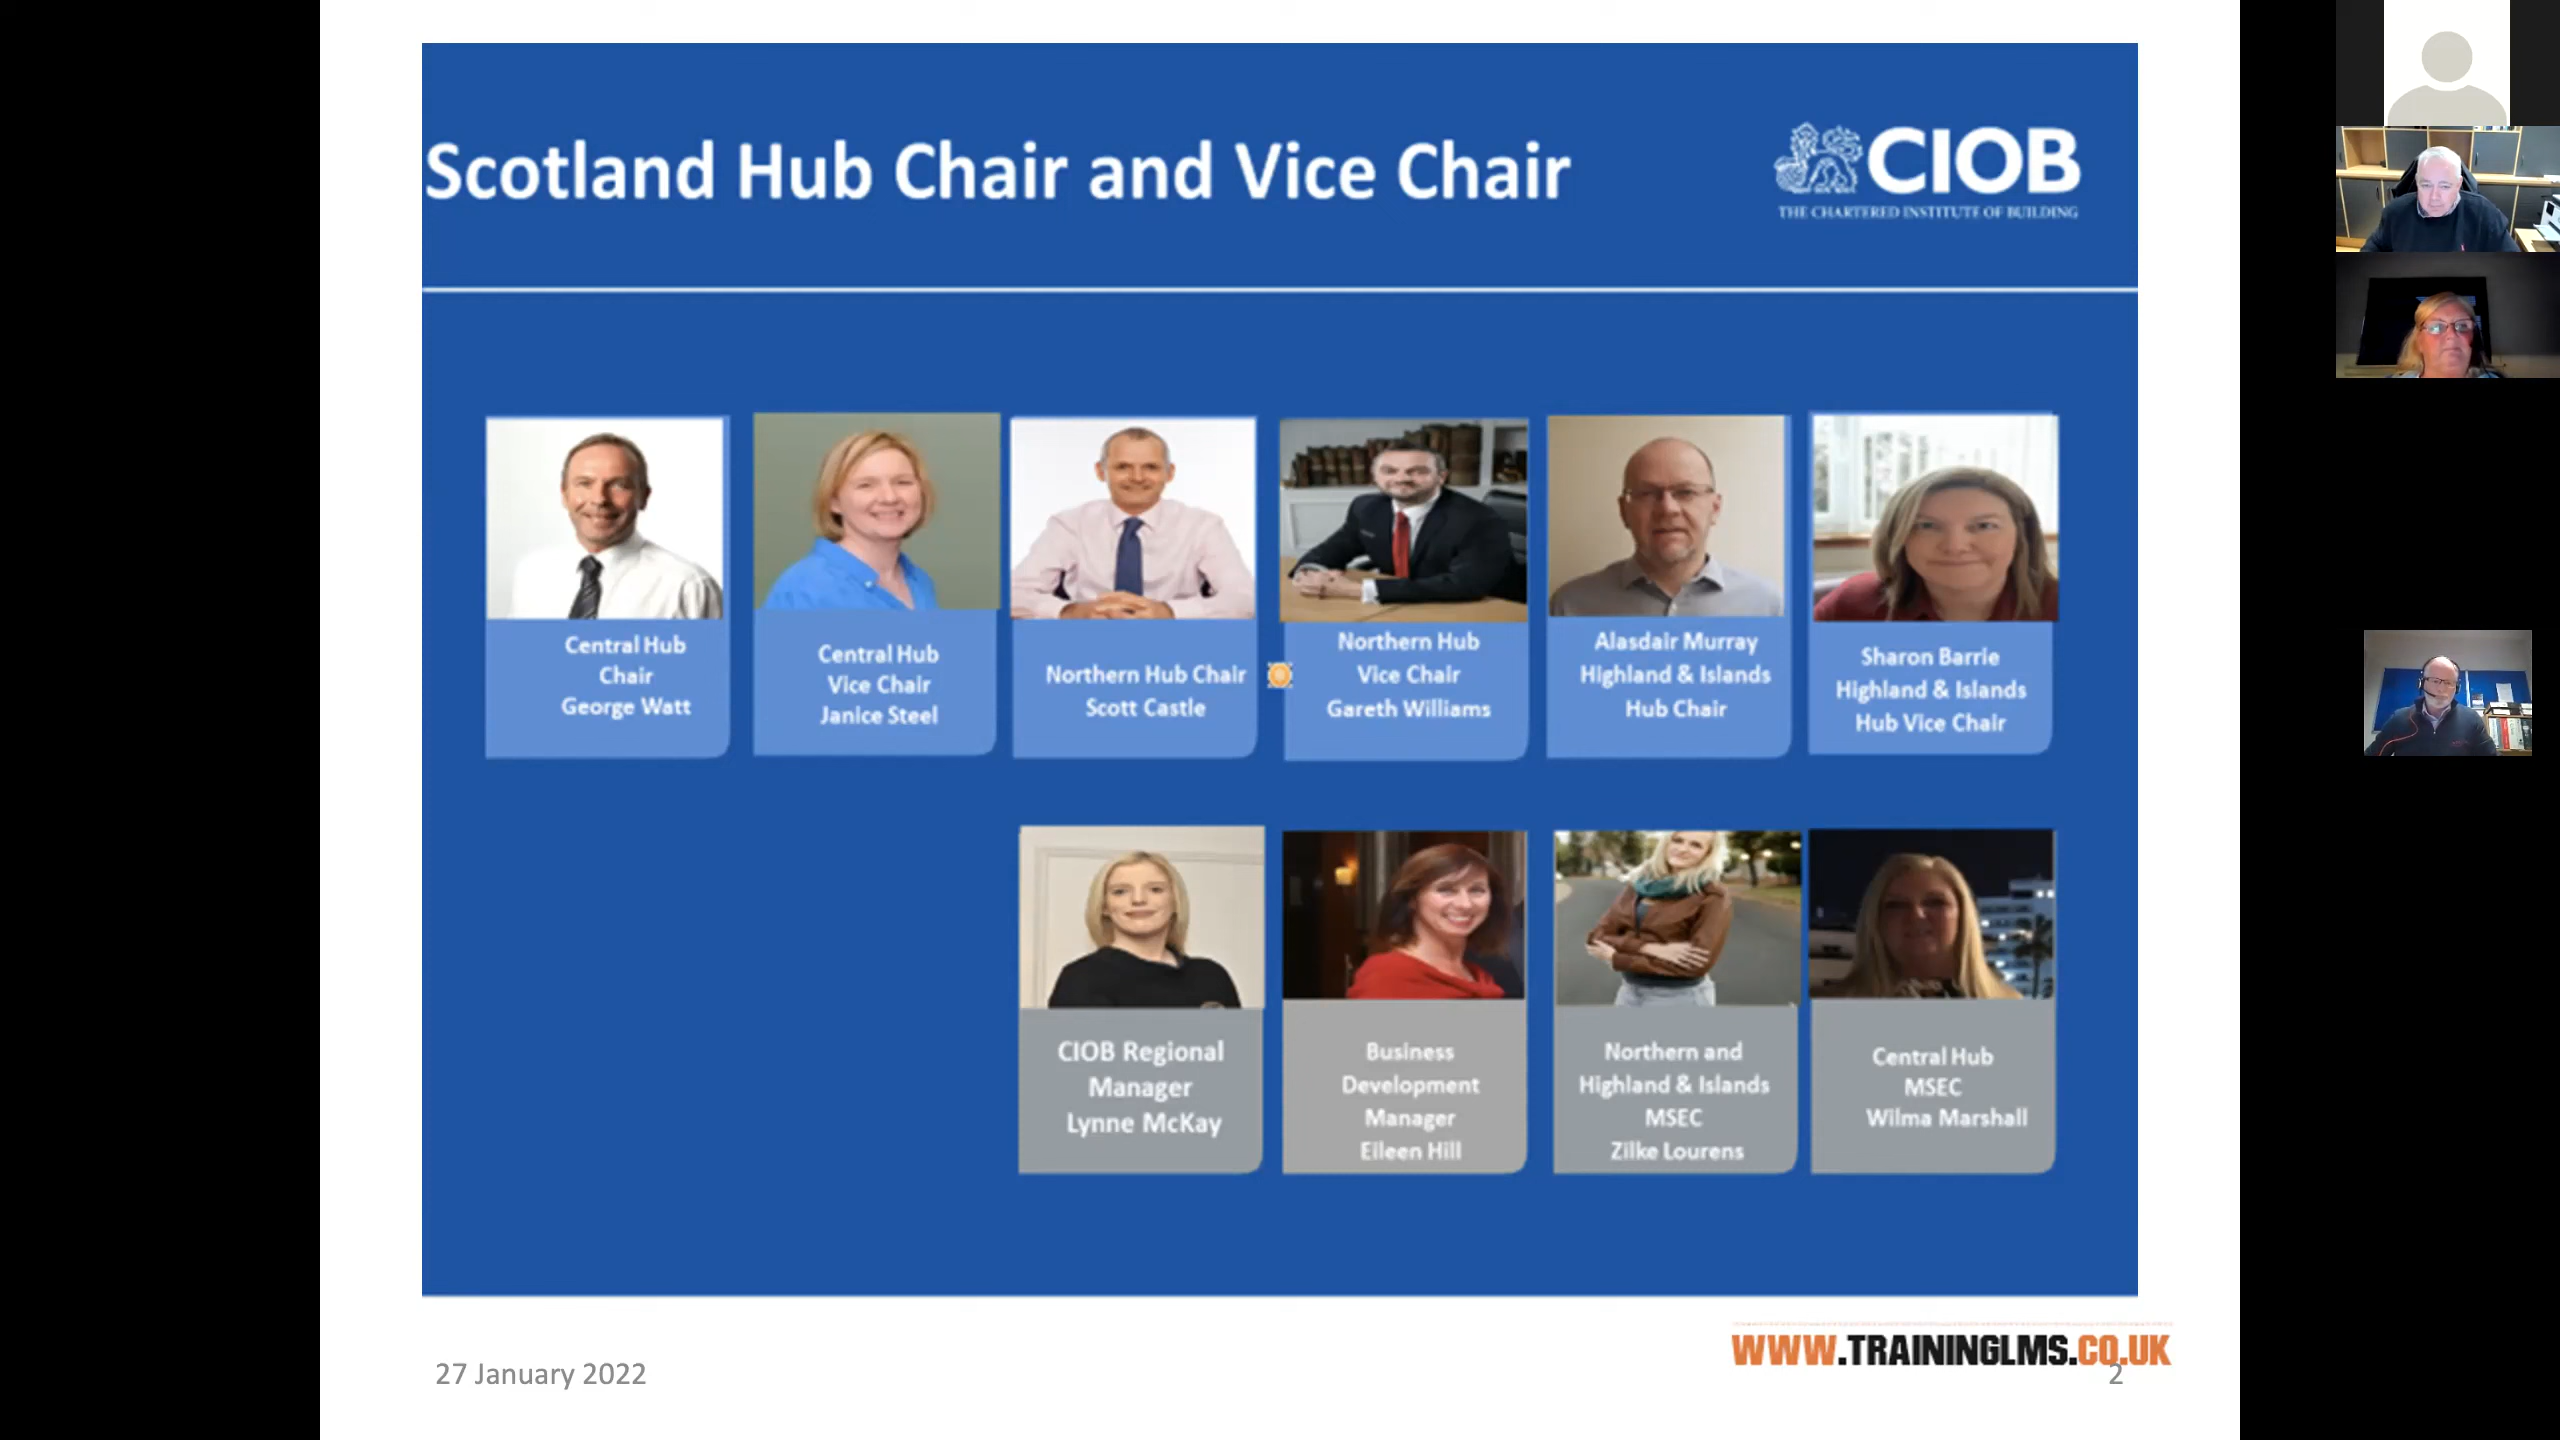 Scotland Hub Chair and Vice Chair
CIOB
THE CHARTERED INSTITUTE OF BUILDING
Central Hub
Chair
George Watt
Central Hub
Vice Chair
Janice Steel
Northern Hub Chair
Scott Castle
Northern Hub
Vice Chair
Gareth Williams
Alasdair Murray
Highland & Islands
Hub Chair
Sharon Barrie
Highland & Islands
Hub Vice Chair
CIOB Regional
Manager
Lynne McKay
Business
Development
Manager
Eileen Hill
Northern and
Highland & Islands
MSEC
Zilke Lourens
Central Hub
MSEC
Wilma Marshall
27 January 2022
WWW.TRAININGLMS.CO.UK
2